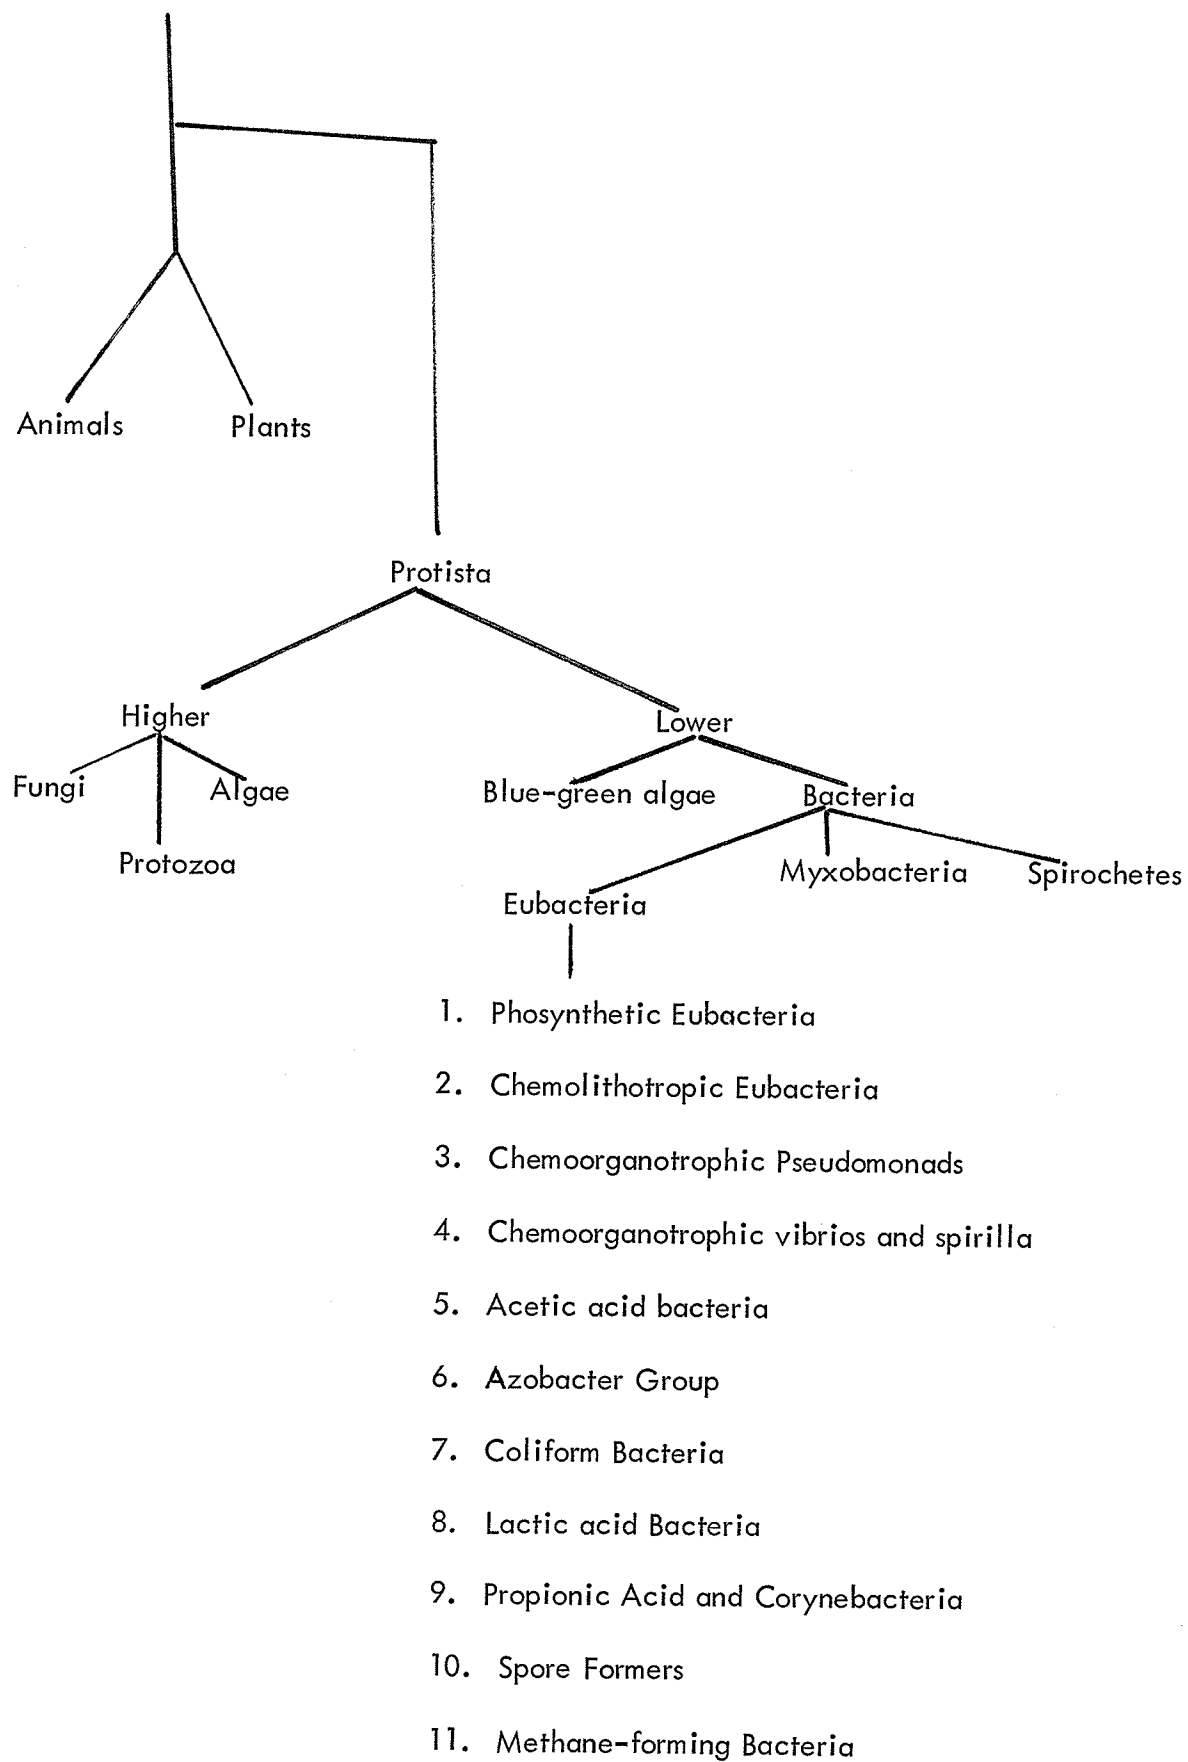 Animals
Plants
Protista
Higher
Lower
Fungi
Algae
Blue-green algae
Bacteria
Protozoa
Myxobacteria
Spirochetes
Eubacteria
1. Phosynthetic Eubacteria
2. Chemolithotropic Eubacteria
3. Chemoorganotrophic Pseudomonads
4. Chemoorganotrophic vibrios and spirilla
5. Acetic acid bacteria
6. Azobacter Group
7. Coliform Bacteria
8. Lactic acid Bacteria
9. Propionic Acid and Corynebacteria
10. Spore Formers
11. Methane-forming Bacteria